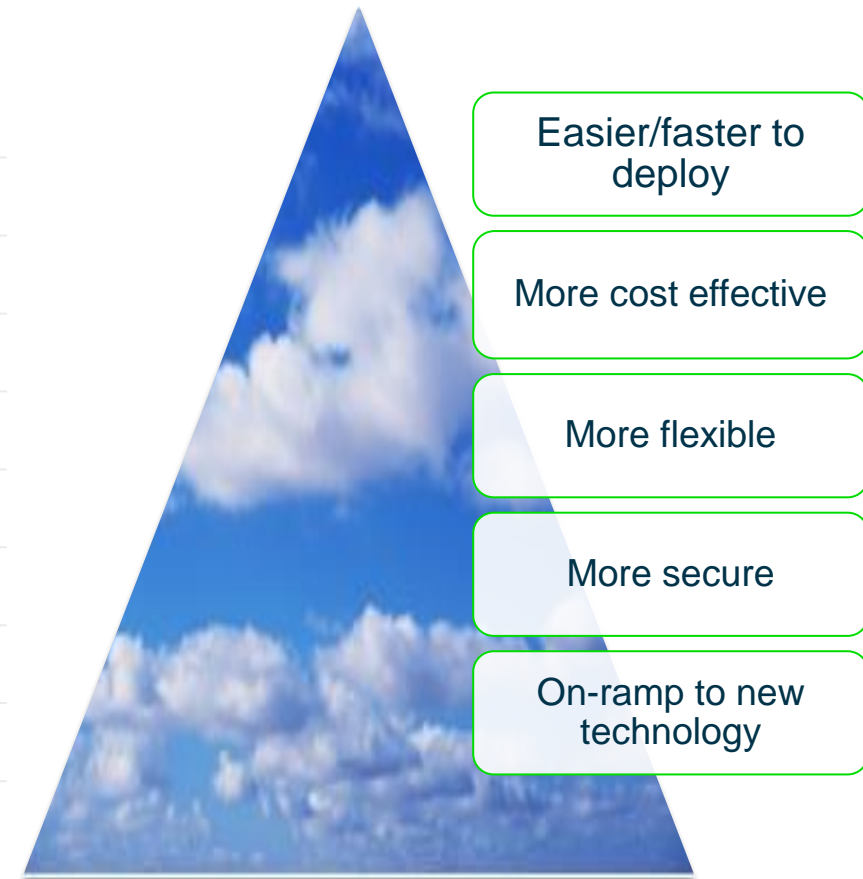 Easier/faster to
deploy
More cost effective
More flexible
More secure
On-ramp to new
technology